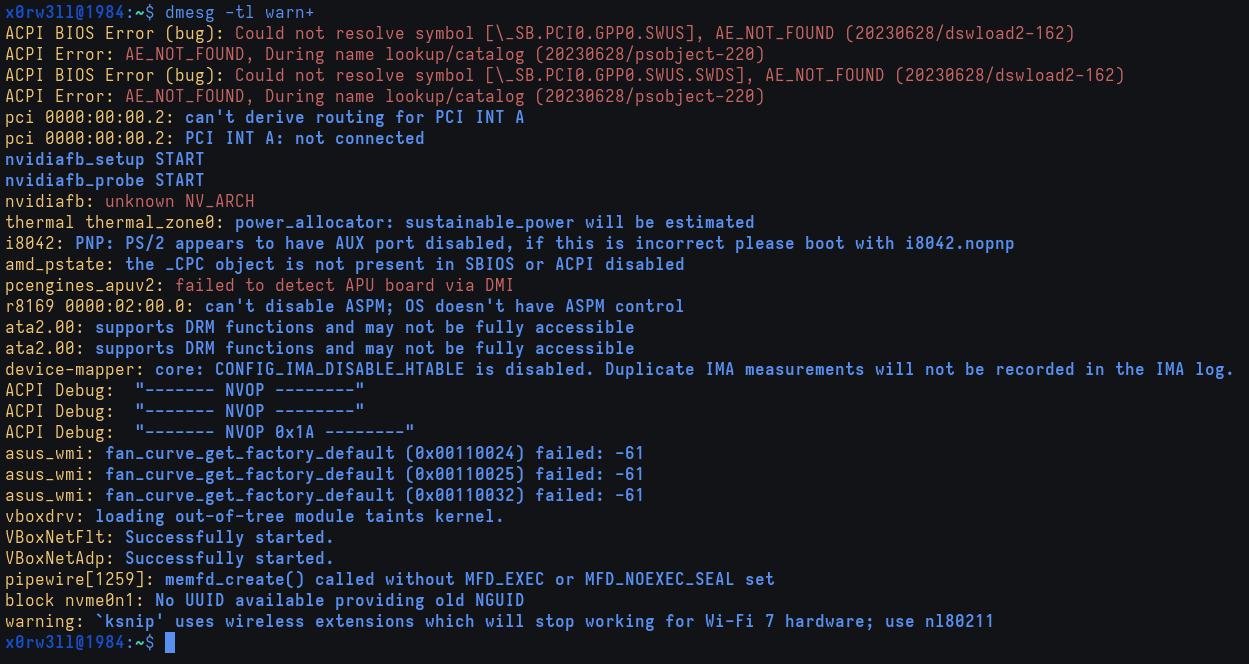 x0rw3ll@1984:~$ dmesg -tl warn+
ACPI BIOS Error (bug): Could not resolve symbol [\_SB.PCI0.GPP0.SWUS], AE_NOT_FOUND (20230628/dswload2-162)
ACPI Error: AE_NOT_FOUND, During name lookup/catalog (20230628/psobject-220)
ACPI BIOS Error (bug): Could not resolve symbol [\_SB.PCI0.GPP0.SWUS.SWDS], AE_NOT_FOUND (20230628/dswload2-162)
ACPI Error: AE_NOT_FOUND, During name lookup/catalog (20230628/psobject-220)
pci 0000:00:00.2: can't derive routing for PCI INT A
pci 0000:00:00.2: PCI INT A: not connected
nvidiafb_setup START
nvidiafb_probe START
nvidiafb: unknown NV_ARCH
thermal thermal_zone0: power_allocator: sustainable_power will be estimated
i8042: PNP: PS/2 appears to have AUX port disabled, if this is incorrect please boot with i8042.nopnp
amd_pstate: the _CPC object is not present in SBIOS or ACPI disabled
pcengines_apuv2: failed to detect APU board via DMI
r8169 0000:02:00.0: can't disable ASPM; OS doesn't have ASPM control
ata2.00: supports DRM functions and may not be fully accessible
ata2.00: supports DRM functions and may not be fully accessible
device-mapper: core: CONFIG_IMA_DISABLE_HTABLE is disabled. Duplicate IMA measurements will not be recorded in the IMA log.
ACPI Debug:  "------- NVOP --------"
ACPI Debug:  "------- NVOP --------"
ACPI Debug:  "------- NVOP 0x1A --------"
asus_wmi: fan_curve_get_factory_default (0x00110024) failed: -61
asus_wmi: fan_curve_get_factory_default (0x00110025) failed: -61
asus_wmi: fan_curve_get_factory_default (0x00110032) failed: -61
vboxdrv: loading out-of-tree module taints kernel.
VBoxNetFlt: Successfully started.
VBoxNetAdp: Successfully started.
pipewire[1259]: memfd_create() called without MFD_EXEC or MFD_NOEXEC_SEAL set
block nvme0n1: No UUID available providing old NGUID
warning: `ksnip' uses wireless extensions which will stop working for Wi-Fi 7 hardware; use nl80211
x0rw3ll@1984:~$